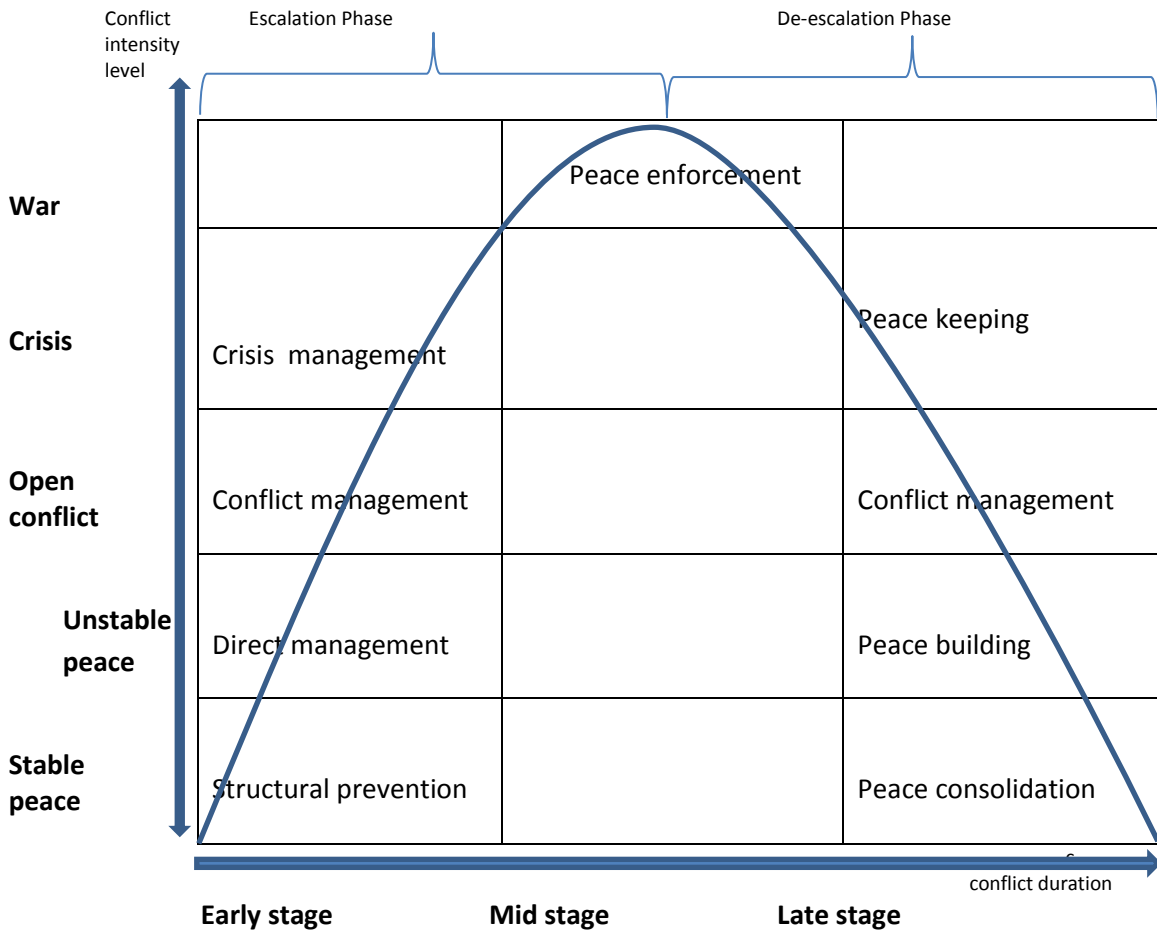 Conflict
intensity
level
Escalation Phase
De-escalation Phase
War
Peace enforcement
Crisis
Crisis management
Peace keeping
Open
conflict
Conflict management
Conflict management
Unstable
peace
Direct management
Peace building
Stable
peace
Structural prevention
Peace consolidation
conflict duration
Early stage
Mid stage
Late stage